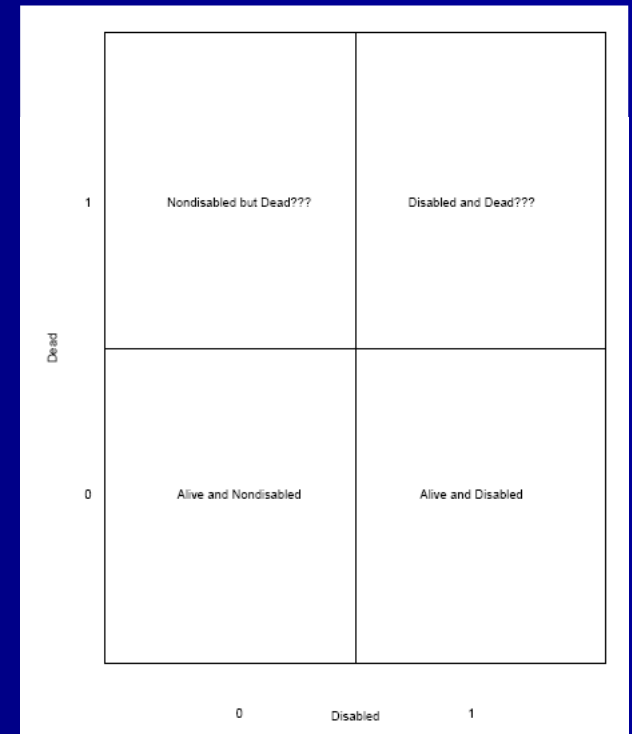 1
Nondisabled but Dead???
Disabled and Dead???
Dead
0
Alive and Nondisabled
Alive and Disabled
0
Disabled
1